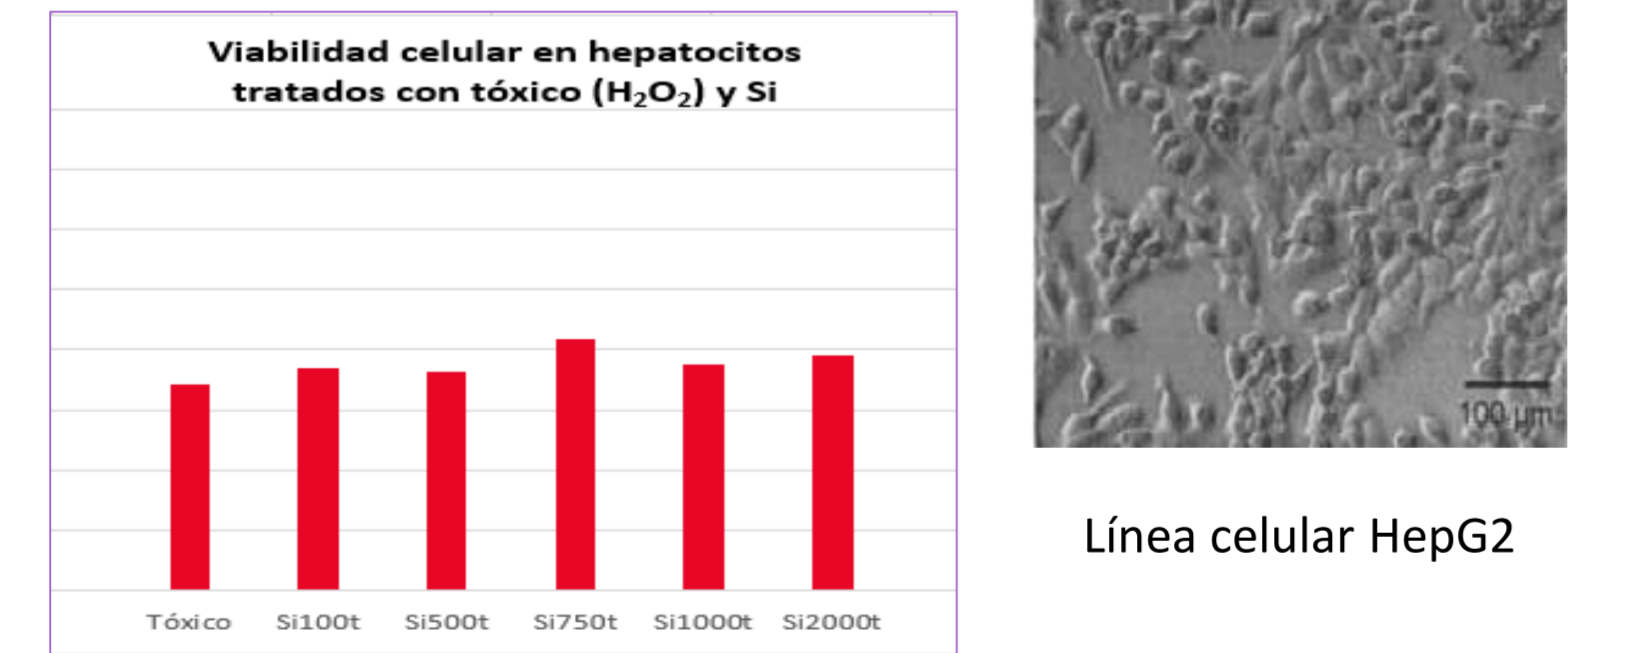 Viabilidad celular en hepatocitos
tratados con tóxico (H₂O₂) y Si
Tóxico Si100t Si500t Si750t Si1000t Si2000t
100 µm
Línea celular HepG2